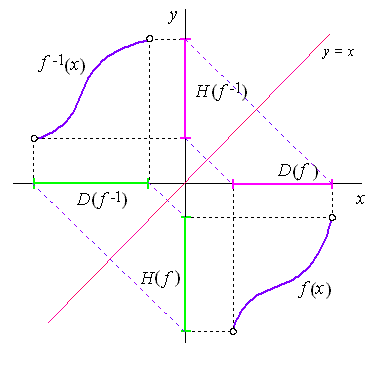 y
y = x
f⁻¹(x)
H(f⁻¹)
D(f)
x
D(f⁻¹)
H(f)
f(x)